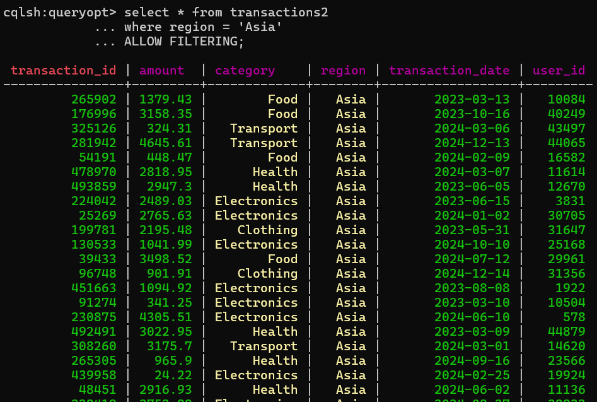 cqlsh:queryopt> select * from transactions2
... where region = 'Asia'
... ALLOW FILTERING;
transaction_id | amount | category | region | transaction_date | user_id
----------------+---------+-------------+--------+------------------+---------
265902 | 1379.43 | Food | Asia | 2023-03-13 | 10084
176996 | 3158.35 | Food | Asia | 2023-10-16 | 40249
325126 | 324.31 | Transport | Asia | 2024-03-06 | 43497
281942 | 4645.61 | Transport | Asia | 2024-12-13 | 44065
54191 | 448.47 | Food | Asia | 2024-02-09 | 16582
478970 | 2818.95 | Health | Asia | 2024-03-07 | 11614
493859 | 2947.3 | Health | Asia | 2023-06-05 | 12670
224042 | 2489.03 | Electronics | Asia | 2023-06-15 | 3831
25269 | 2765.63 | Electronics | Asia | 2024-01-02 | 30705
199781 | 2195.48 | Clothing | Asia | 2023-05-31 | 31647
130533 | 1041.99 | Electronics | Asia | 2024-10-10 | 25168
39433 | 3498.52 | Food | Asia | 2024-07-12 | 29961
96748 | 901.91 | Clothing | Asia | 2024-12-14 | 31356
451663 | 1094.92 | Electronics | Asia | 2023-08-08 | 1922
91274 | 341.25 | Electronics | Asia | 2023-03-10 | 10504
230875 | 4305.51 | Electronics | Asia | 2024-06-10 | 578
492491 | 3022.95 | Health | Asia | 2023-03-09 | 44879
308260 | 3175.7 | Transport | Asia | 2024-03-01 | 14620
265305 | 965.9 | Health | Asia | 2024-09-16 | 23566
439958 | 24.22 | Electronics | Asia | 2024-02-25 | 19924
48451 | 2916.93 | Health | Asia | 2024-06-02 | 11136